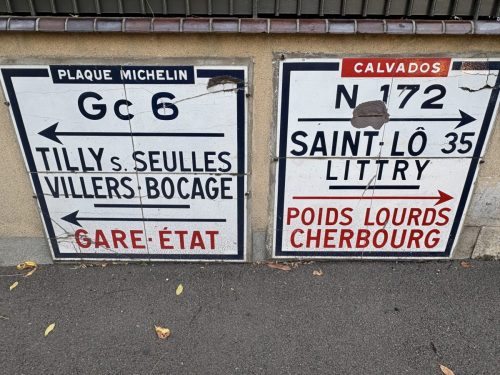 PLAQUE MICHELIN
Gc 6
TILLY S. SEULLES
VILLERS-BOCAGE
GARE-ÉTAT
CALVADOS
N 172
SAINT-LÔ 35
LITTRY
POIDS LOURDS
CHERBOURG